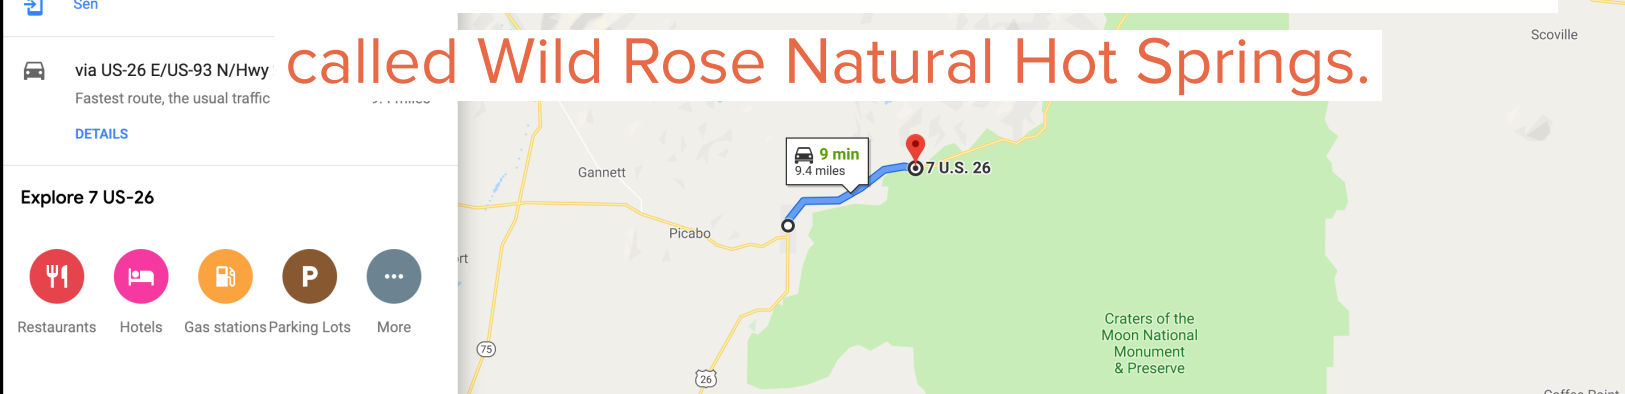 Sen
called Wild Rose Natural Hot Springs.
via US-26 E/US-93 N/Hwy
Fastest route, the usual traffic
DETAILS
Explore 7 US-26
Restaurants
Hotels
Gas stations
Parking Lots
More
Scoville
Gannett
9 min
9.4 miles
7 U.S. 26
Picabo
rt
P
Craters of the
Moon National
Monument
& Preserve
75
26